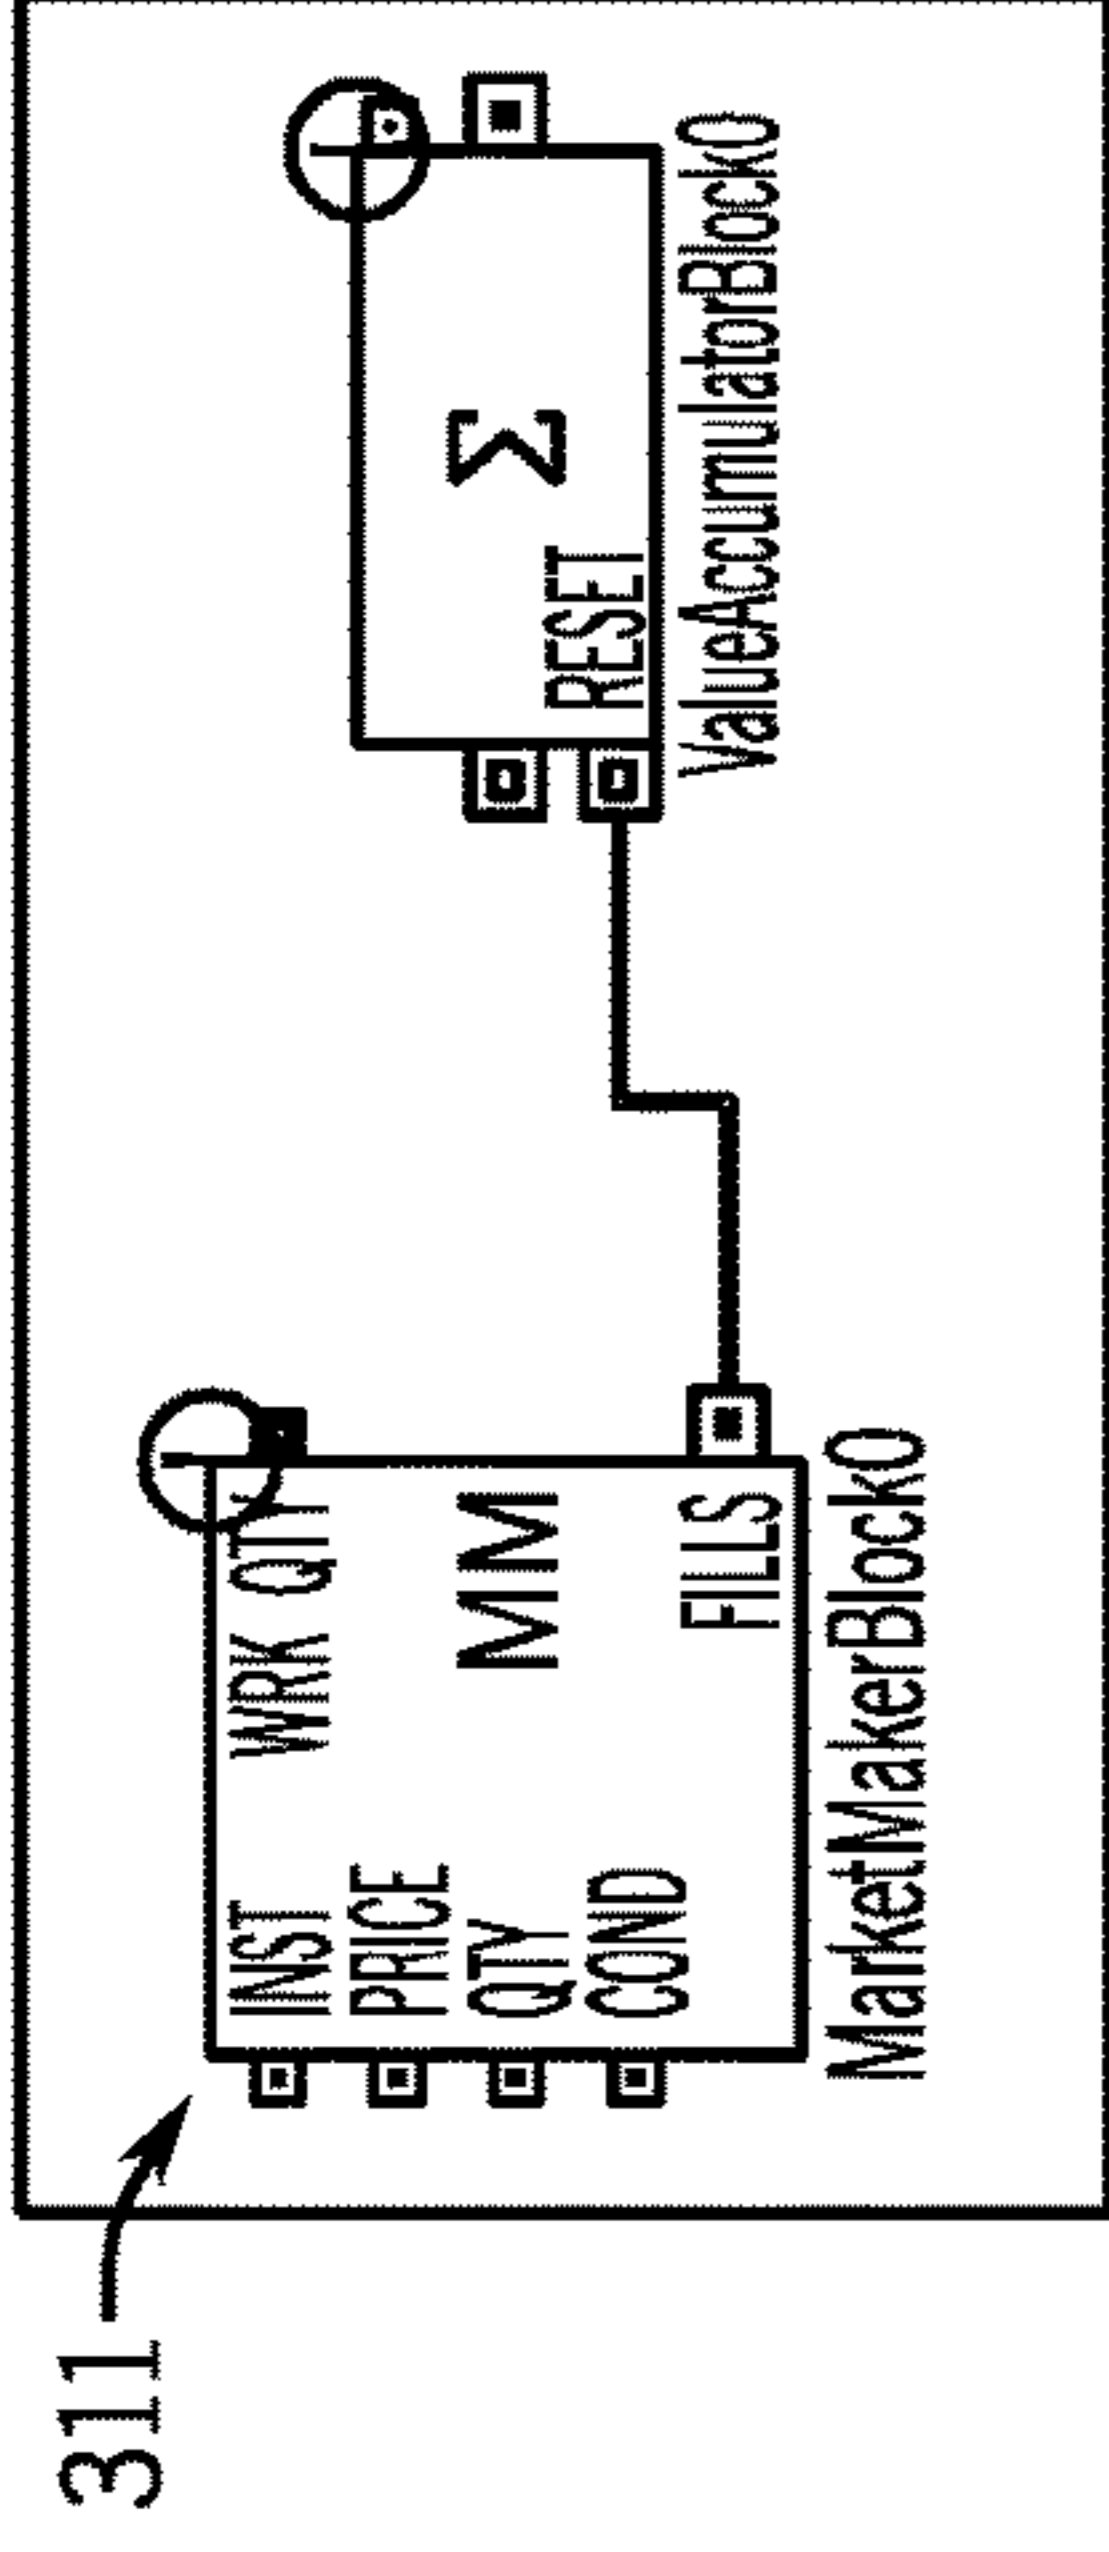 311
INST WRK QTY
PRICE
QTY MM
COND
FILLS
MarketMakerBlock0
Σ
RESET
ValueAccumulatorBlock0